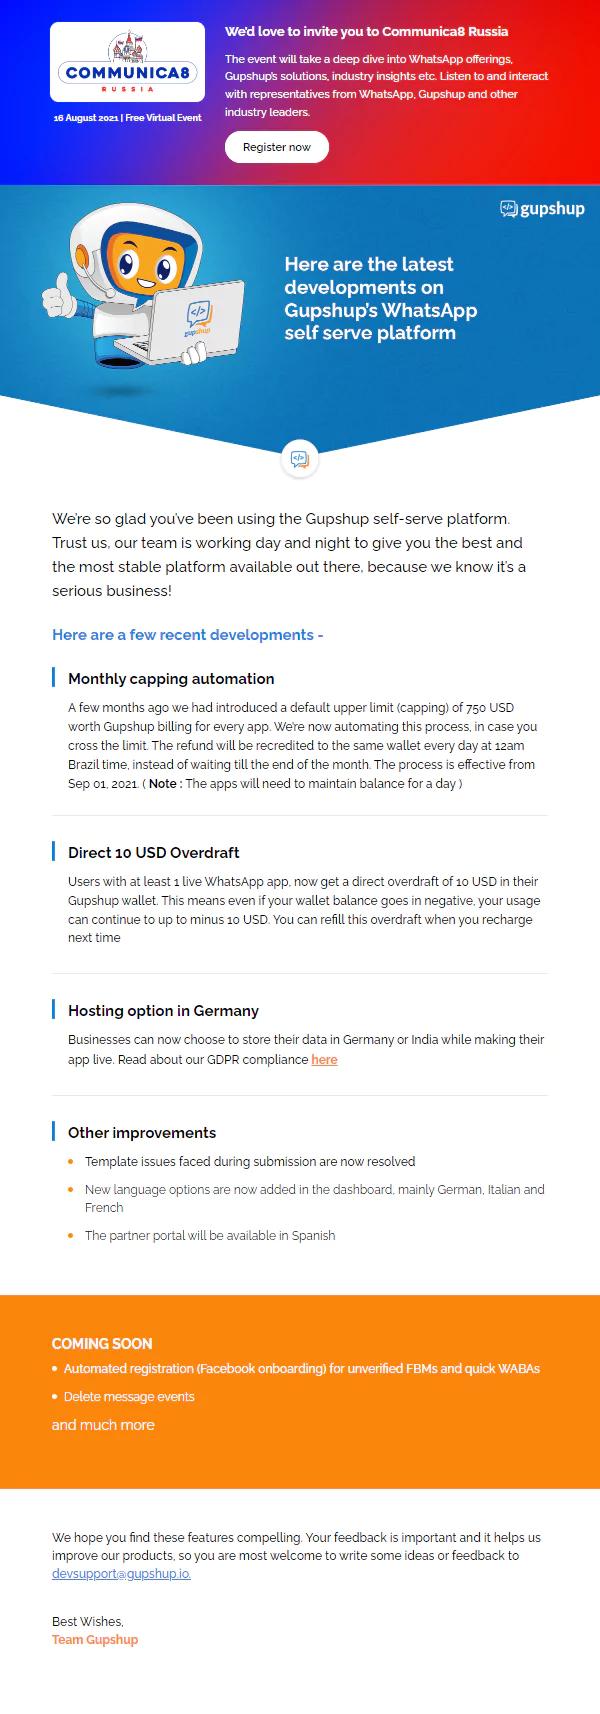 COMMUNICA8
RUSSIA
16 August 2021 | Free Virtual Event
We'd love to invite you to Communica8 Russia
The event will take a deep dive into WhatsApp offerings,
Gupshup's solutions, industry insights etc. Listen to and interact
with representatives from WhatsApp, Gupshup and other
industry leaders.
Register now
gupshup
gupshup
Here are the latest
developments on
Gupshup's WhatsApp
self serve platform
We're so glad you've been using the Gupshup self-serve platform.
Trust us, our team is working day and night to give you the best and
the most stable platform available out there, because we know it's a
serious business!
Here are a few recent developments -
Monthly capping automation
A few months ago we had introduced a default upper limit (capping) of 750 USD
worth Gupshup billing for every app. We're now automating this process, in case you
cross the limit. The refund will be recredited to the same wallet every day at 12am
Brazil time, instead of waiting till the end of the month. The process is effective from
Sep 01, 2021. ( Note : The apps will need to maintain balance for a day )
Direct 10 USD Overdraft
Users with at least 1 live WhatsApp app, now get a direct overdraft of 10 USD in their
Gupshup wallet. This means even if your wallet balance goes in negative, your usage
can continue to up to minus 10 USD. You can refill this overdraft when you recharge
next time
Hosting option in Germany
Businesses can now choose to store their data in Germany or India while making their
app live. Read about our GDPR compliance here
Other improvements
• Template issues faced during submission are now resolved
• New language options are now added in the dashboard, mainly German, Italian and
French
• The partner portal will be available in Spanish
COMING SOON
• Automated registration (Facebook onboarding) for unverified FBMs and quick WABAs
• Delete message events
and much more
We hope you find these features compelling. Your feedback is important and it helps us
improve our products, so you are most welcome to write some ideas or feedback to
devsupport@gupshup.io.
Best Wishes,
Team Gupshup